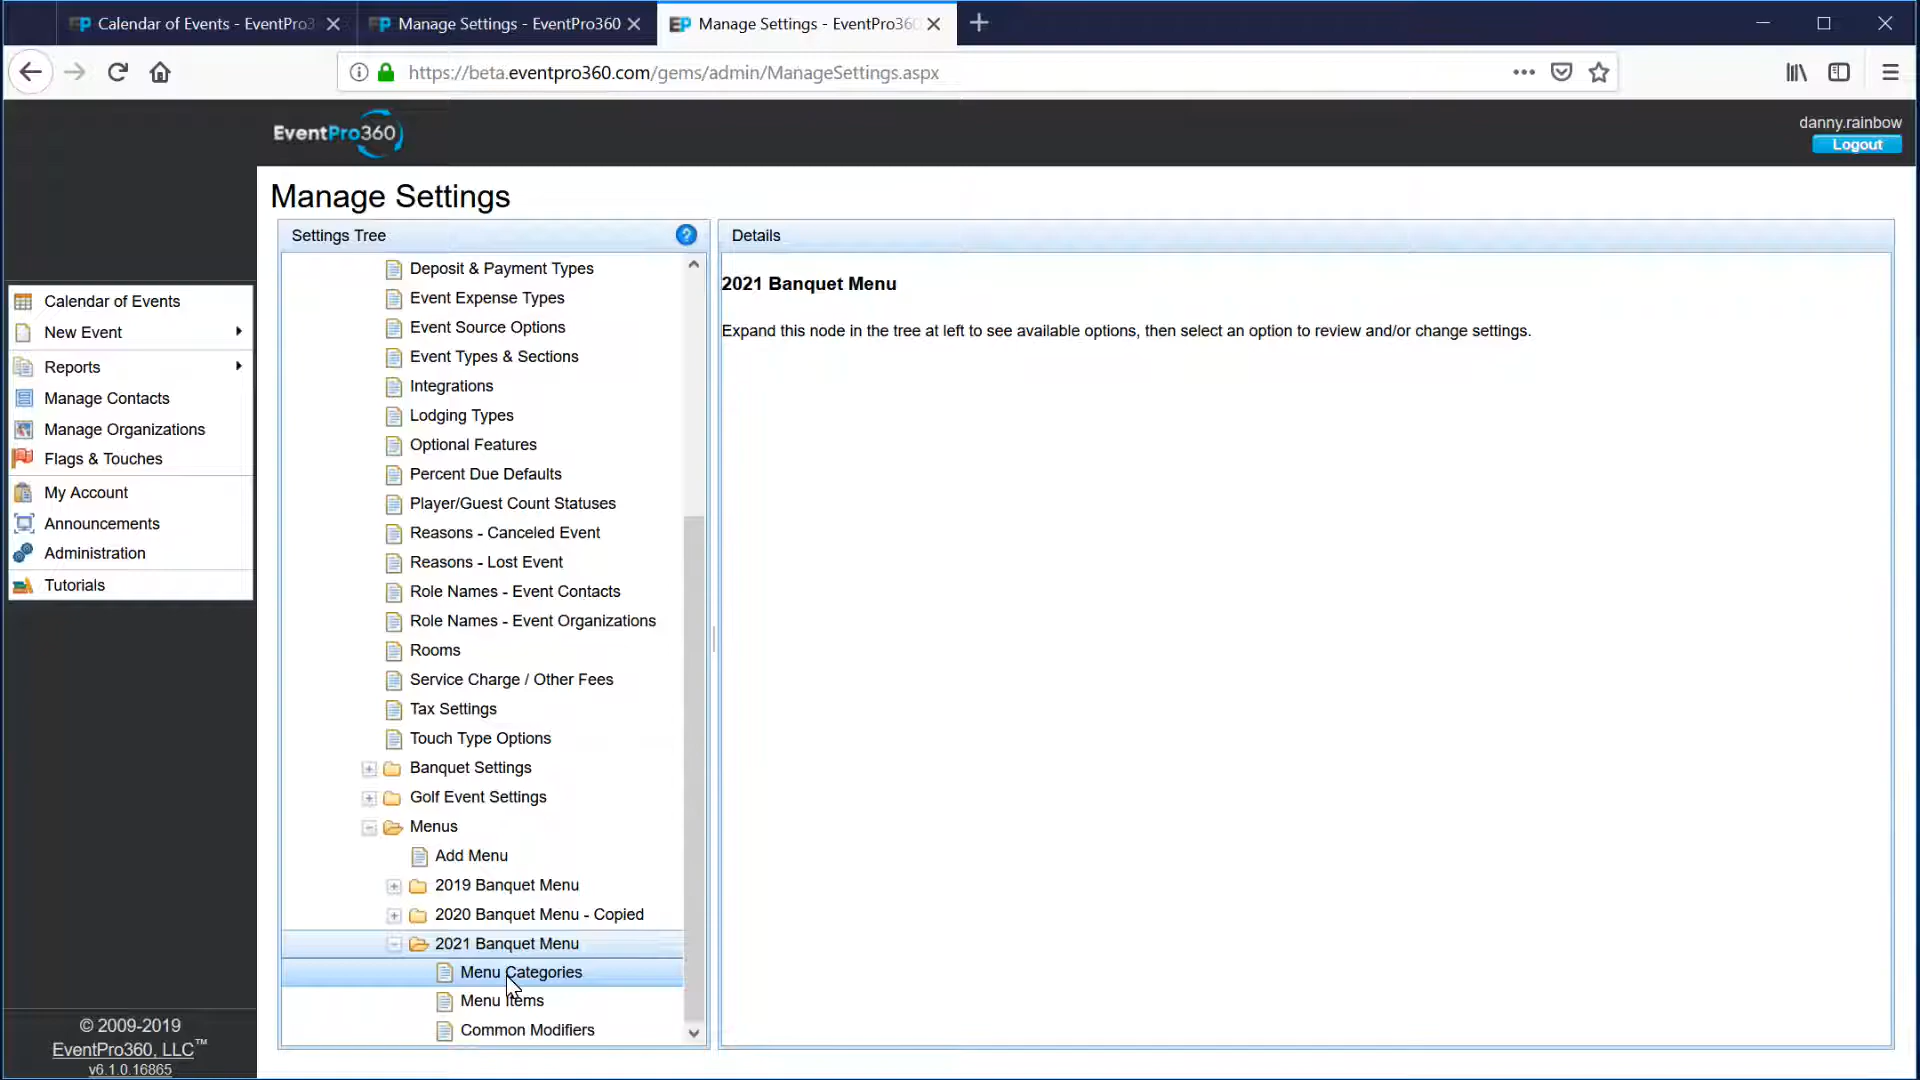 Calendar of Events - EventPro3
Manage Settings - EventPro360
Manage Settings - EventPro360
https://beta.eventpro360.com/gems/admin/ManageSettings.aspx
EventPro360
danny.rainbow
Logout
Manage Settings
Settings Tree
Details
Calendar of Events
New Event
Reports
Manage Contacts
Manage Organizations
Flags & Touches
My Account
Announcements
Administration
Tutorials
Deposit & Payment Types
Event Expense Types
Event Source Options
Event Types & Sections
Integrations
Lodging Types
Optional Features
Percent Due Defaults
Player/Guest Count Statuses
Reasons - Canceled Event
Reasons - Lost Event
Role Names - Event Contacts
Role Names - Event Organizations
Rooms
Service Charge / Other Fees
Tax Settings
Touch Type Options
Banquet Settings
Golf Event Settings
Menus
Add Menu
2019 Banquet Menu
2020 Banquet Menu - Copied
2021 Banquet Menu
Menu Categories
Menu Items
Common Modifiers
2021 Banquet Menu
Expand this node in the tree at left to see available options, then select an option to review and/or change settings.
© 2009-2019
EventPro360, LLC™
v6.1.0.16865